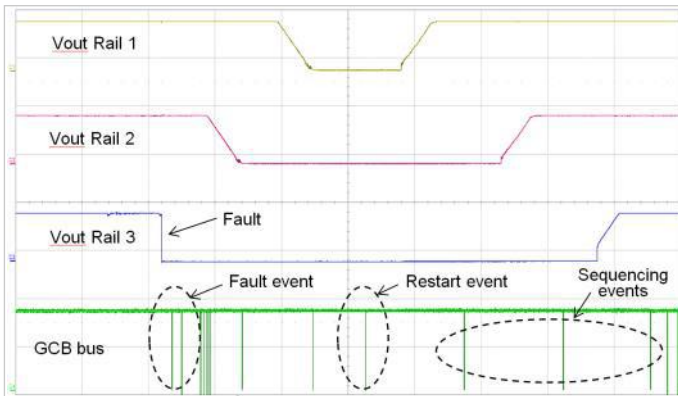 Vout Rail 1
Vout Rail 2
Vout Rail 3
Fault
Fault event
Restart event
Sequencing
events
GCB bus